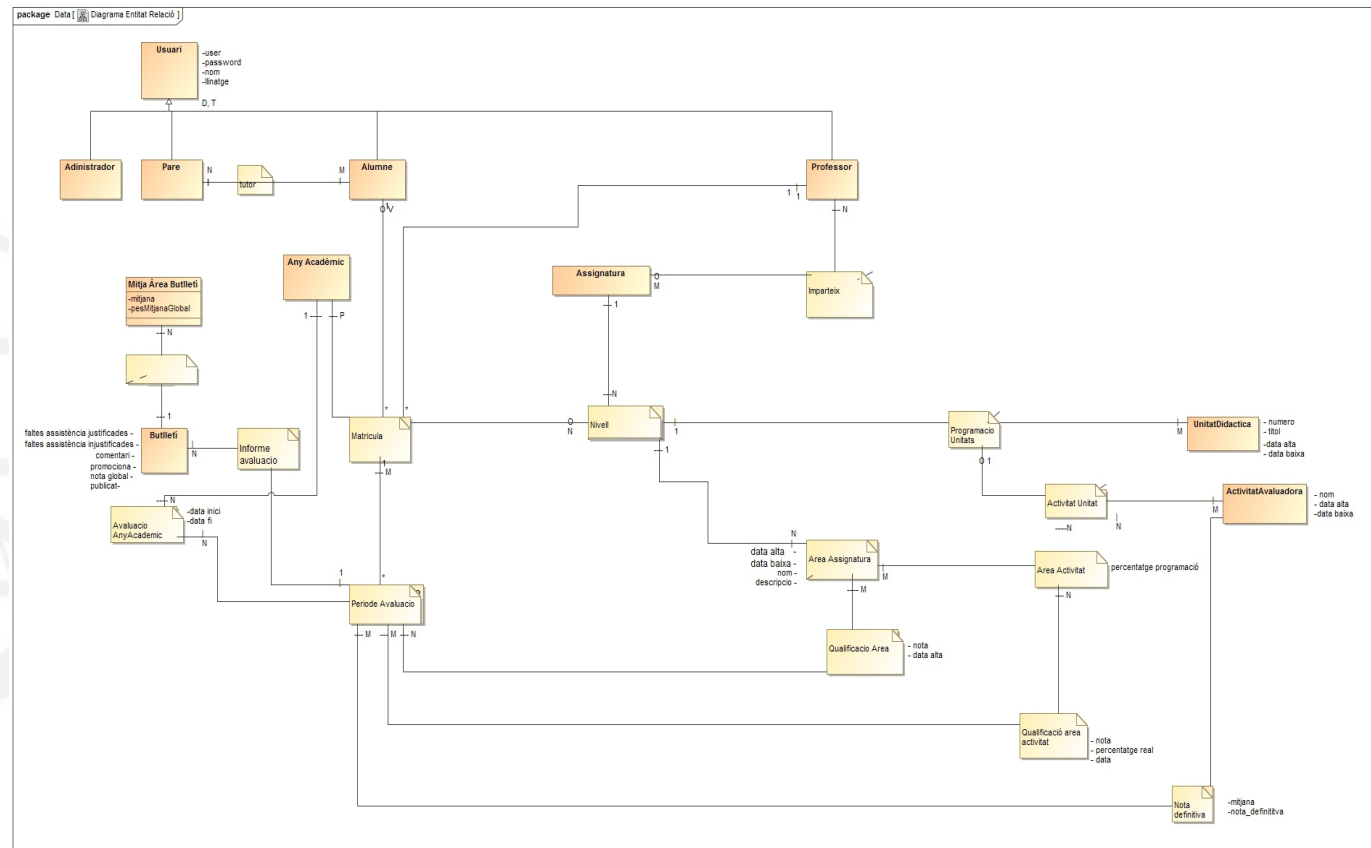 package Data [ Diagrama Entitat Relació ]
Usuari
-user
-password
-nom
-llinatge
D, T
Adinistrador
Pare
N
tutor
M
Alumne
Professor
1
1
N
O
V
1
Any Acadèmic
1
P
Assignatura
O
M
Imparteix
1
N
Mitja Àrea Butlletí
-mitjana
-pesMitjanaGlobal
N
1
Butlletí
faltes assistència justificades -
faltes assistència injustificades -
comentari -
promociona -
nota global -
publicat-
N
Informe
avaluacio
*
*
Matricula
1
M
O
N
Nivell
1
1
Programacio
Unitats
O 1
M
UnitatDidactica
- numero
- titol
-data alta
- data baixa
Activitat Unitat
N
N
M
ActivitatAvaluadora
- nom
- data alta
-data baixa
N
Avaluacio
AnyAcademic
-data inici
-data fi
N
1
*
Periode Avaluacio
M
M
N
N
data alta -
data baixa -
nom -
descripcio -
Area Assignatura
M
M
Area Activitat
percentatge programació
N
Qualificacio Area
- nota
- data alta
Qualificació area
activitat
- nota
- percentatge real
- data
Nota
definitiva
-mitjana
-nota_definititva